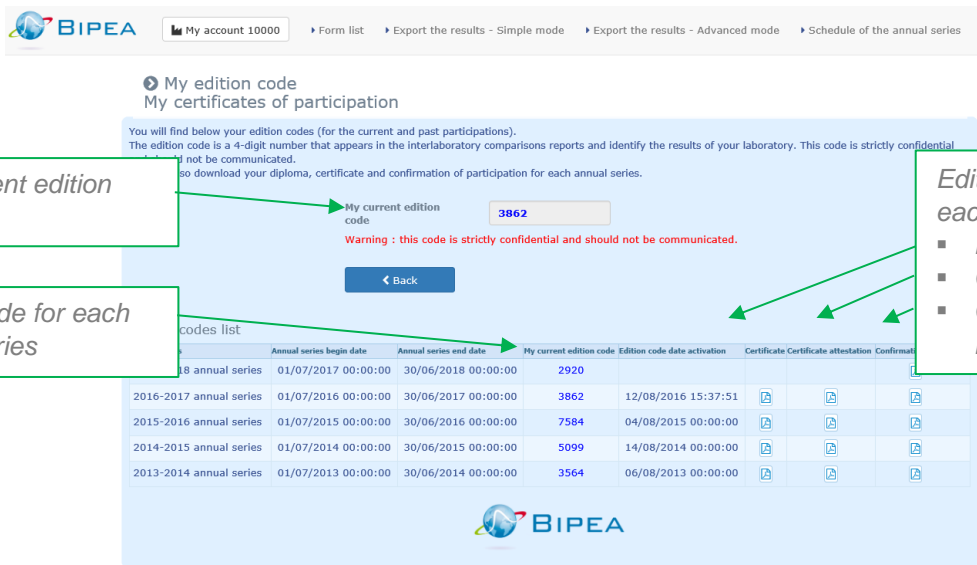 BIPEA
My account 10000
Form list
Export the results - Simple mode
Export the results - Advanced mode
Schedule of the annual series
My edition code
My certificates of participation
You will find below your edition codes (for the current and past participations).
The edition code is a 4-digit number that appears in the interlaboratory comparisons reports and identify the results of your laboratory. This code is strictly confidential
not be communicated.
so download your diploma, certificate and confirmation of participation for each annual series.
ent edition
My current edition
code
3862
Warning : this code is strictly confidential and should not be communicated.
Back
de for each
ries
codes list
Annual series begin date Annual series end date My current edition code Edition code date activation Certificate Certificate attestation Confirmati
18 annual series 01/07/2017 00:00:00 30/06/2018 00:00:00 2920
2016-2017 annual series 01/07/2016 00:00:00 30/06/2017 00:00:00 3862 12/08/2016 15:37:51
2015-2016 annual series 01/07/2015 00:00:00 30/06/2016 00:00:00 7584 04/08/2015 00:00:00
2014-2015 annual series 01/07/2014 00:00:00 30/06/2015 00:00:00 5099 14/08/2014 00:00:00
2013-2014 annual series 01/07/2013 00:00:00 30/06/2014 00:00:00 3564 06/08/2013 00:00:00
Edi
eac
BIPEA